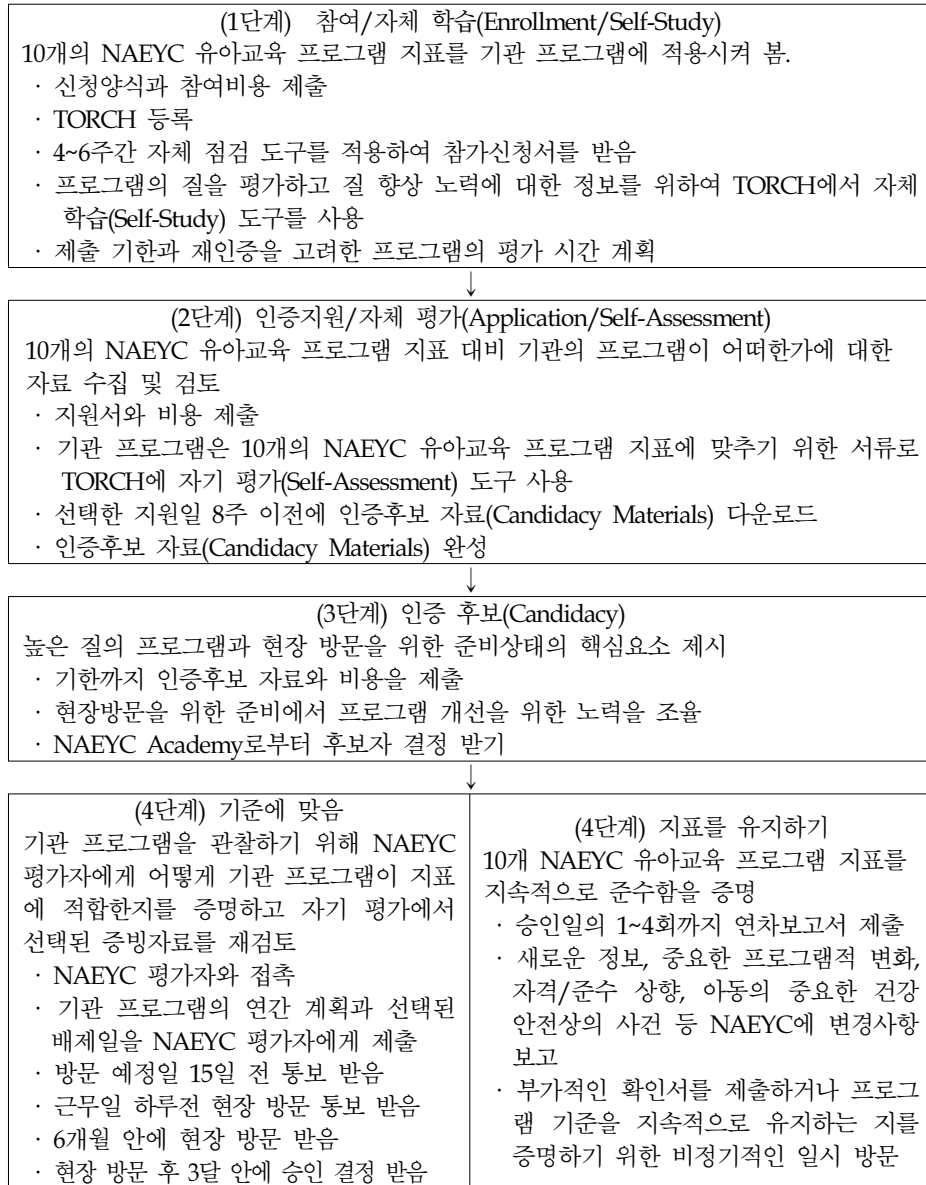 (1단계) 참여/자체 학습(Enrollment/Self-Study)
10개의 NAEYC 유아교육 프로그램 지표를 기관 프로그램에 적용시켜 봄.
· 신청양식과 참여비용 제출
· TORCH 등록
· 4~6주간 자체 점검 도구를 적용하여 참가신청서를 받음
· 프로그램의 질을 평가하고 질 향상 노력에 대한 정보를 위하여 TORCH에서 자체
학습(Self-Study) 도구를 사용
· 제출 기한과 재인증을 고려한 프로그램의 평가 시간 계획
↓
(2단계) 인증지원/자체 평가(Application/Self-Assessment)
10개의 NAEYC 유아교육 프로그램 지표 대비 기관의 프로그램이 어떠한가에 대한
자료 수집 및 검토
· 지원서와 비용 제출
· 기관 프로그램은 10개의 NAEYC 유아교육 프로그램 지표에 맞추기 위한 서류로
TORCH에 자기 평가(Self-Assessment) 도구 사용
· 선택한 지원일 8주 이전에 인증후보 자료(Candidacy Materials) 다운로드
· 인증후보 자료(Candidacy Materials) 완성
↓
(3단계) 인증 후보(Candidacy)
높은 질의 프로그램과 현장 방문을 위한 준비상태의 핵심요소 제시
· 기한까지 인증후보 자료와 비용을 제출
· 현장방문을 위한 준비에서 프로그램 개선을 위한 노력을 조율
· NAEYC Academy로부터 후보자 결정 받기
↓
(4단계) 기준에 맞음
기관 프로그램을 관찰하기 위해 NAEYC
평가자에게 어떻게 기관 프로그램이 지표
에 적합한지를 증명하고 자기 평가에서
선택된 증빙자료를 재검토
· NAEYC 평가자와 접촉
· 기관 프로그램의 연간 계획과 선택된
배제일을 NAEYC 평가자에게 제출
· 방문 예정일 15일 전 통보 받음
· 근무일 하루전 현장 방문 통보 받음
· 6개월 안에 현장 방문 받음
· 현장 방문 후 3달 안에 승인 결정 받음
(4단계) 지표를 유지하기
10개 NAEYC 유아교육 프로그램 지표를
지속적으로 준수함을 증명
· 승인일의 1~4회까지 연차보고서 제출
· 새로운 정보, 중요한 프로그램적 변화,
자격/준수 상향, 아동의 중요한 건강
안전상의 사건 등 NAEYC에 변경사항
보고
· 부가적인 확인서를 제출하거나 프로그
램 기준을 지속적으로 유지하는 지를
증명하기 위한 비정기적인 일시 방문